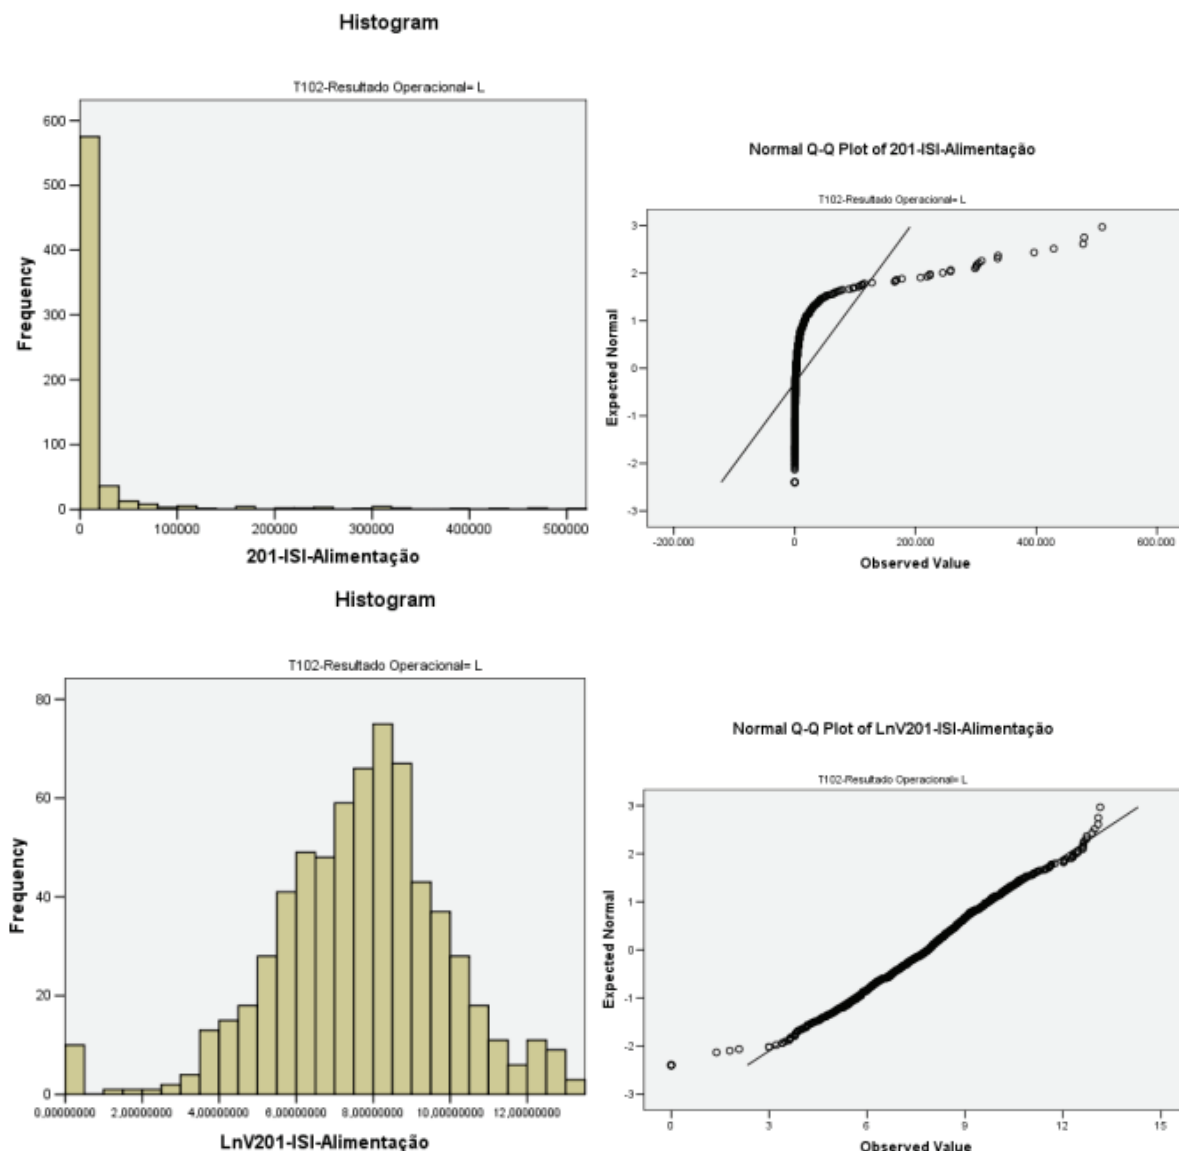 Histogram
T102-Resultado Operacional= L
600
500
400
300
200
100
0
Frequency
0 100000 200000 300000 400000 500000
201-ISI-Alimentação
Normal Q-Q Plot of 201-ISI-Alimentação
T102-Resultado Operacional= L
3
2
1
0
-1
-2
-3
Expected Normal
-200.000 0 200.000 400.000 600.000
Observed Value
Histogram
T102-Resultado Operacional= L
80
60
40
20
0
Frequency
0,00000000 2,00000000 4,00000000 6,00000000 8,00000000 10,00000000 12,00000000
LnV201-ISI-Alimentação
Normal Q-Q Plot of LnV201-ISI-Alimentação
T102-Resultado Operacional= L
3
2
1
0
-1
-2
-3
Expected Normal
0 3 6 9 12 15
Observed Value